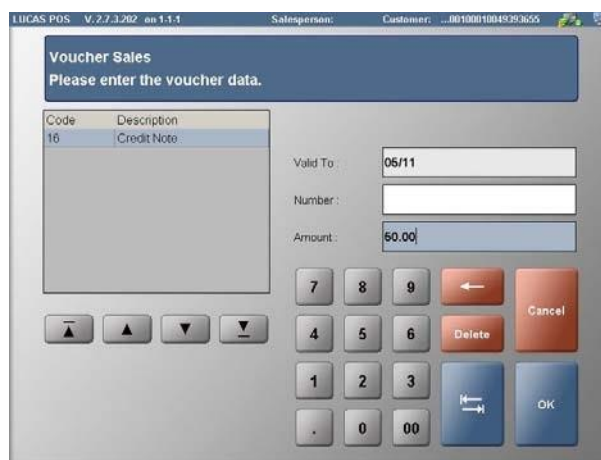 LUCAS POS V.2.7.3.202 on 1-1-1 Salesperson: Customer: ...00100010049393655
Voucher Sales
Please enter the voucher data.
Code Description
16 Credit Note
Valid To : 05/11
Number :
Amount : 50.00
7 8 9
Cancel
4 5 6 Delete
1 2 3
OK
. 0 00